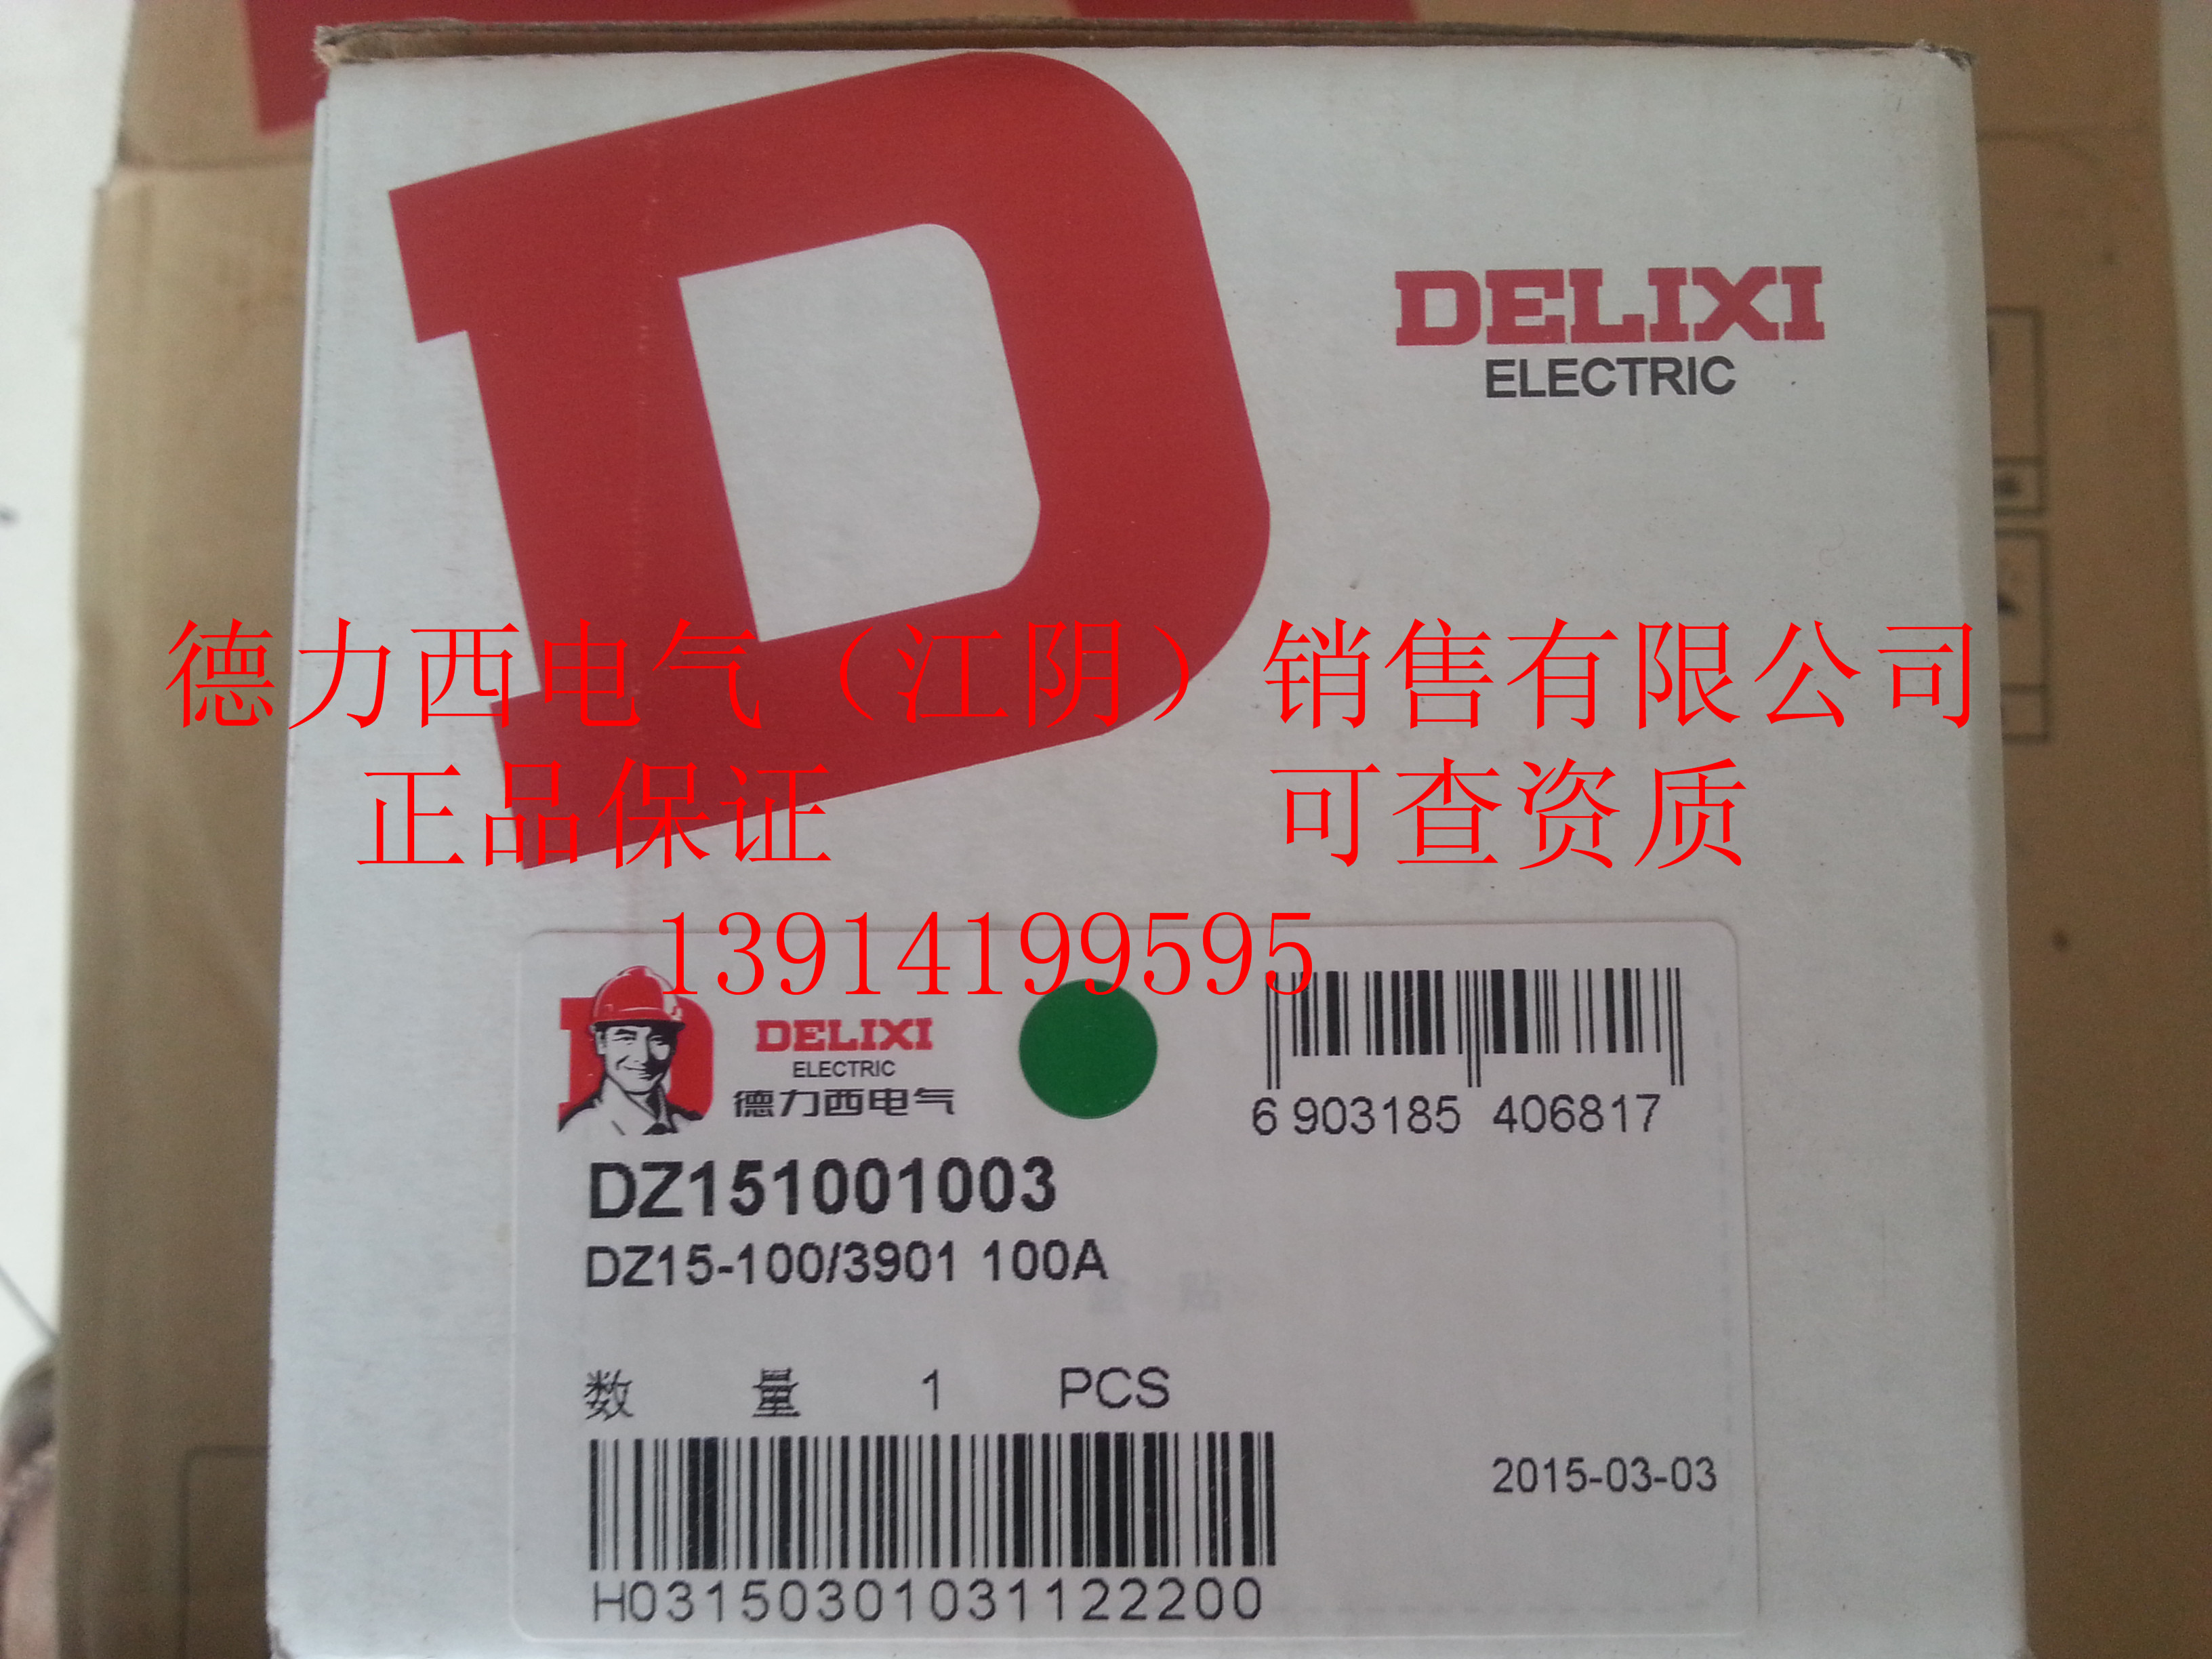 DELIXI
ELECTRIC
德力西电气（江阴）销售有限公司
正品保证 可查资质
13914199595
DELIXI
ELECTRIC
德力西电气
6 903185 406817
DZ151001003
DZ15-100/3901 100A
数 量 1 PCS
2015-03-03
H03150301031122200